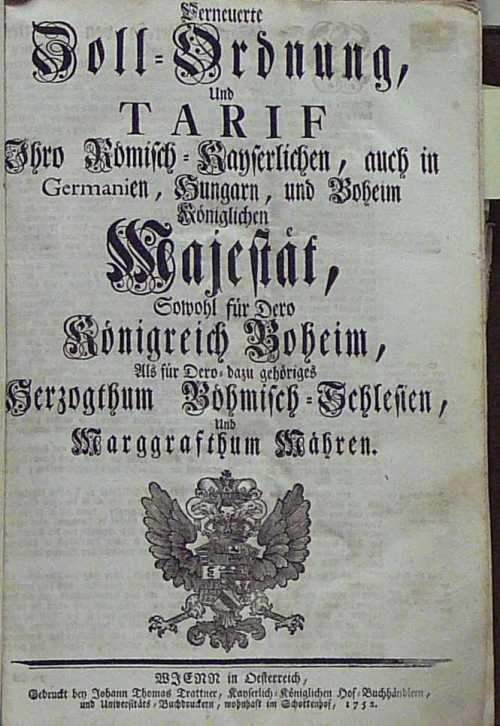 Verneuerte
Zoll-Ordnung,
Und
TARIF
Ihro Römisch-Kayserlichen, auch in
Germanien, Hungarn, und Boheim
Königlichen
Majestät,
Sowohl für Dero
Königreich Boheim,
Als für Dero-dazu gehöriges
Herzogthum Böhmisch-Schlesien,
Und
Marggrafthum Mähren.
WIENN in Oesterreich,
Gedruckt bey Johann Thomas Trattner, Kayserlich-Königlichen Hof-Buchhändlern,
und Universitäts-Buchdruckern, wohnhaft im Schottenhof, 1752.